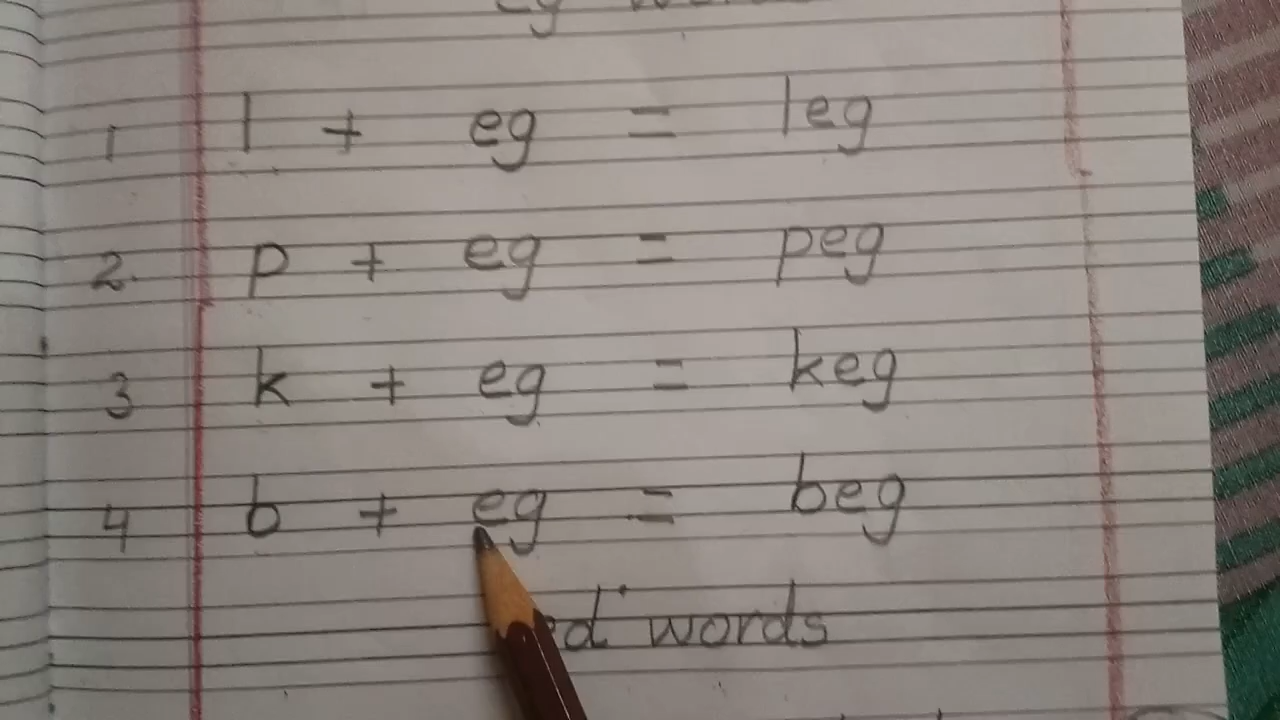 1 l + eg = leg
2. p + eg = peg
3 k + eg = keg
4 b + eg = beg
words